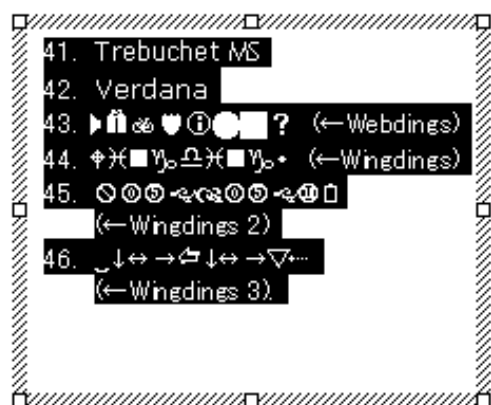 41. Trebuchet MS
42. Verdana
43. (←Webdings)
44. ⌖♓■♑♎♓■♑⬩ (←Wingdings)
45.
(←Wingdings 2)
46.
(←Wingdings 3)